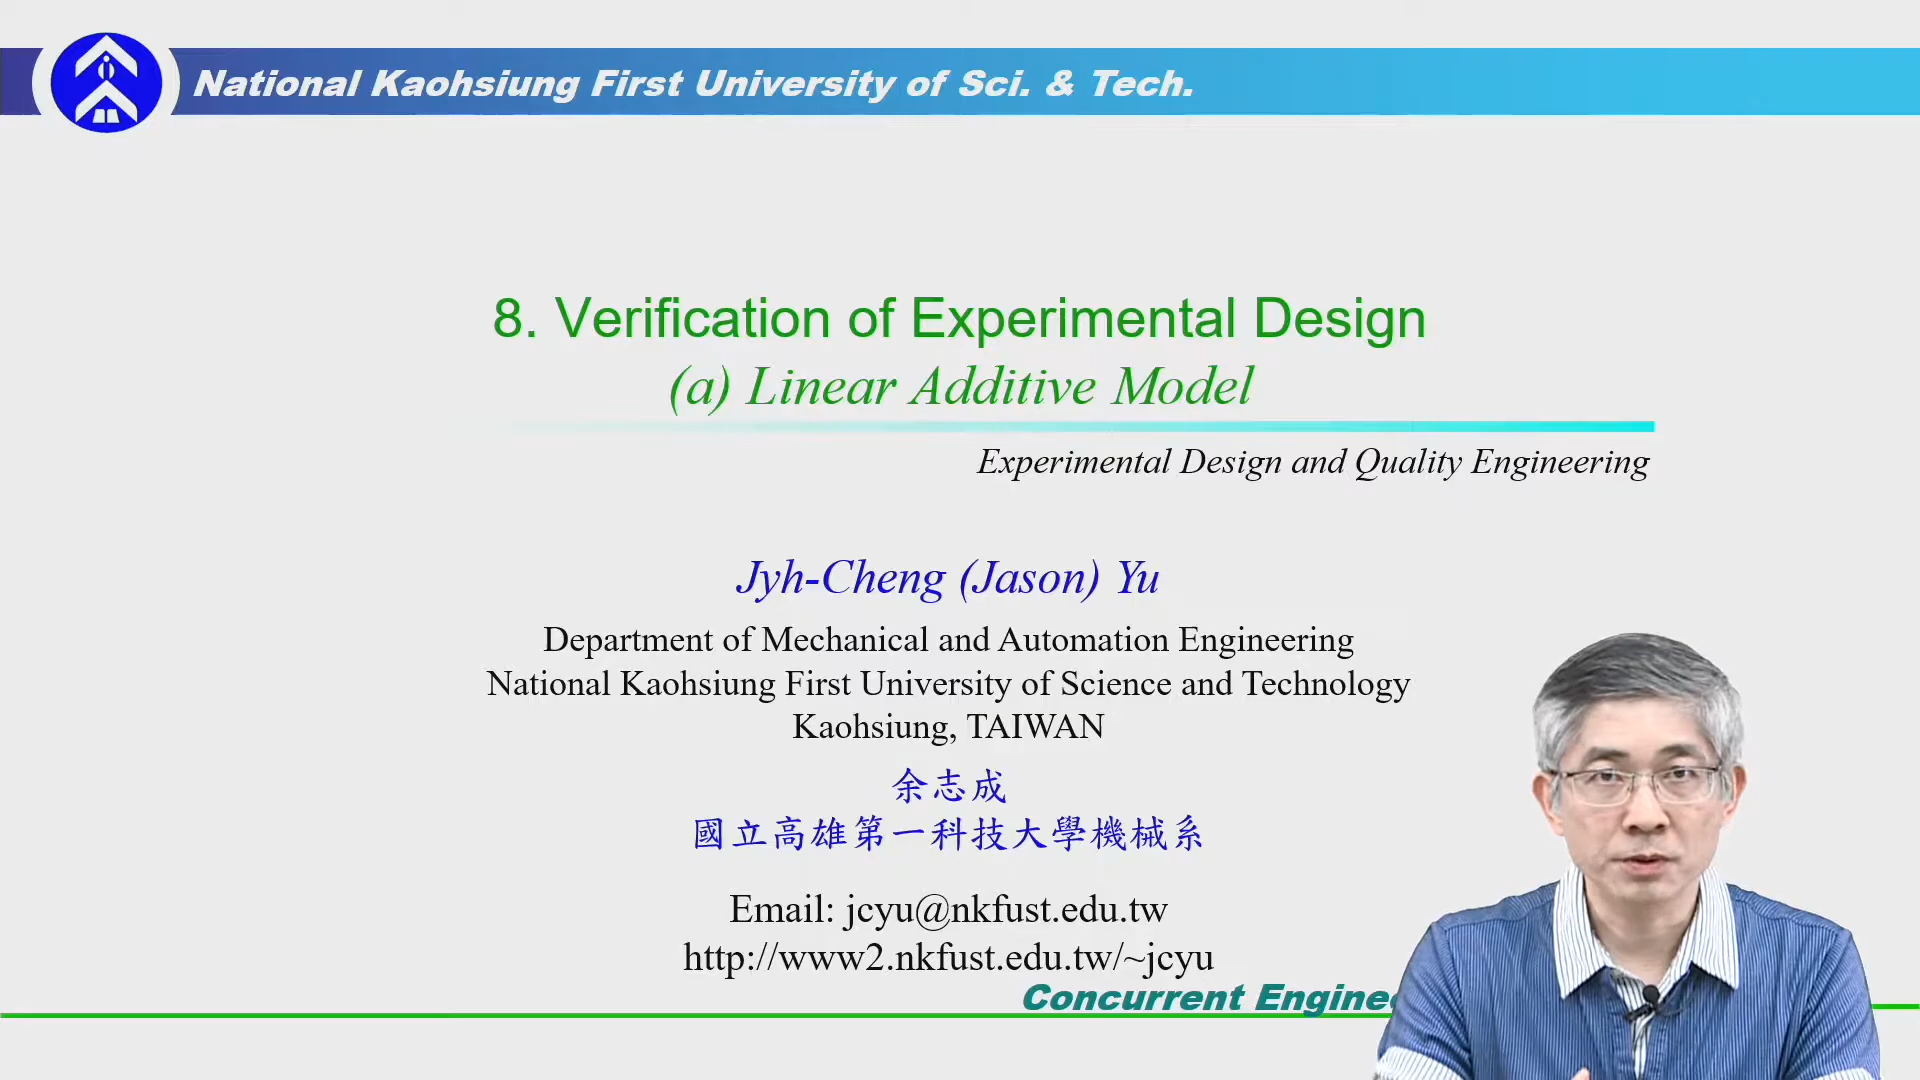 National Kaohsiung First University of Sci. & Tech.
8. Verification of Experimental Design
(a) Linear Additive Model
Experimental Design and Quality Engineering
Jyh-Cheng (Jason) Yu
Department of Mechanical and Automation Engineering
National Kaohsiung First University of Science and Technology
Kaohsiung, TAIWAN
余志成
國立高雄第一科技大學機械系
Email: jcyu@nkfust.edu.tw
http://www2.nkfust.edu.tw/~jcyu
Concurrent